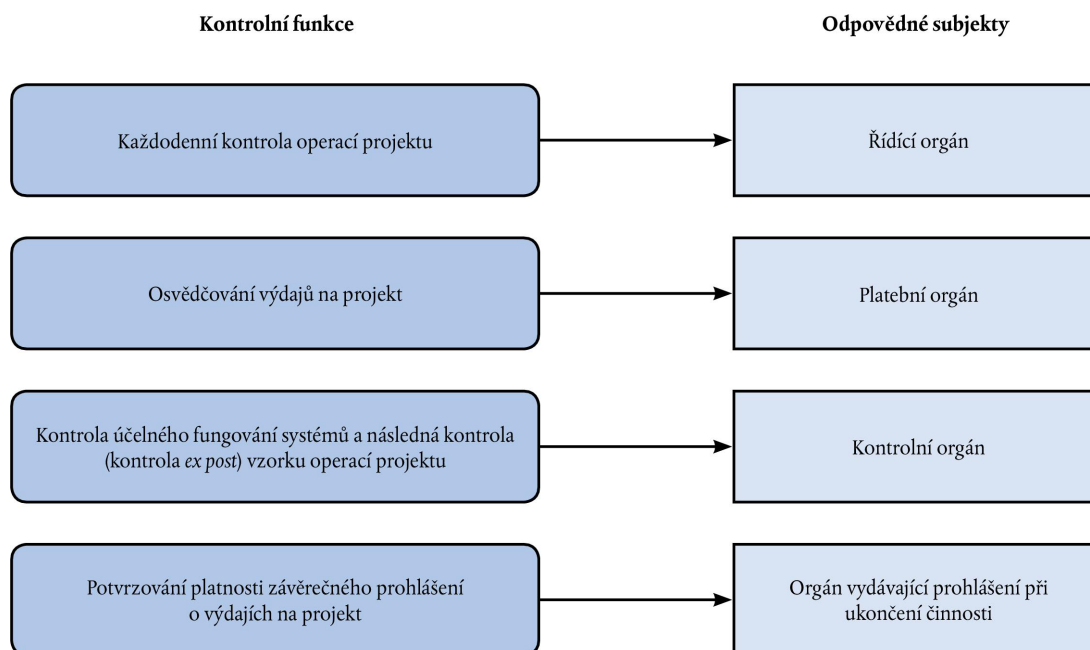 Kontrolní funkce
Odpovědné subjekty
Každodenní kontrola operací projektu
Řídící orgán
Osvědčování výdajů na projekt
Platební orgán
Kontrola účelného fungování systémů a následná kontrola
(kontrola ex post) vzorku operací projektu
Kontrolní orgán
Potvrzování platnosti závěrečného prohlášení
o výdajích na projekt
Orgán vydávající prohlášení při
ukončení činnosti